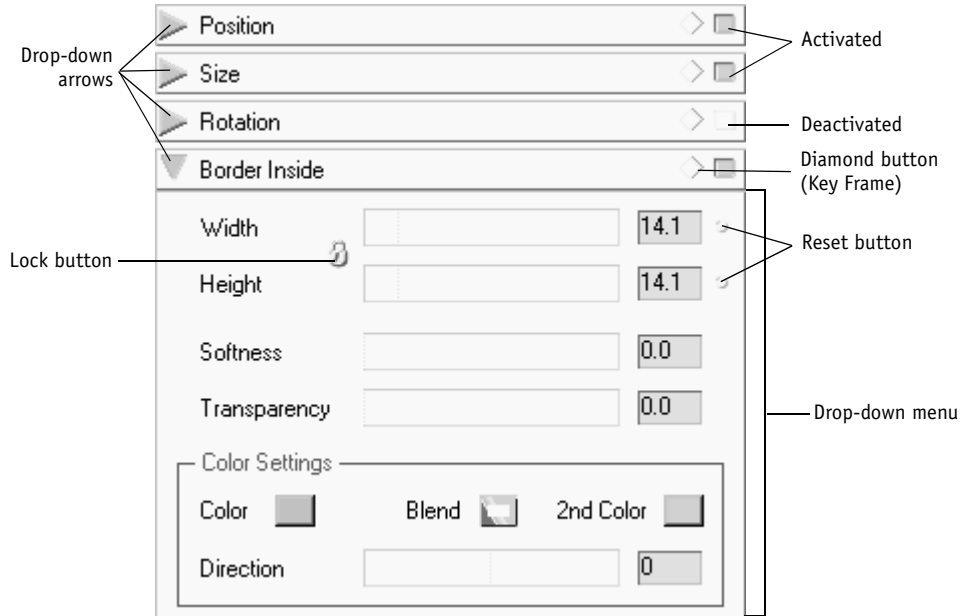 Position
Activated
Drop-down
arrows
Size
Rotation
Deactivated
Border Inside
Diamond button
(Key Frame)
Width
14.1
Reset button
Lock button
Height
14.1
Softness
0.0
Transparency
0.0
Drop-down menu
Color Settings
Color
Blend
2nd Color
Direction
0